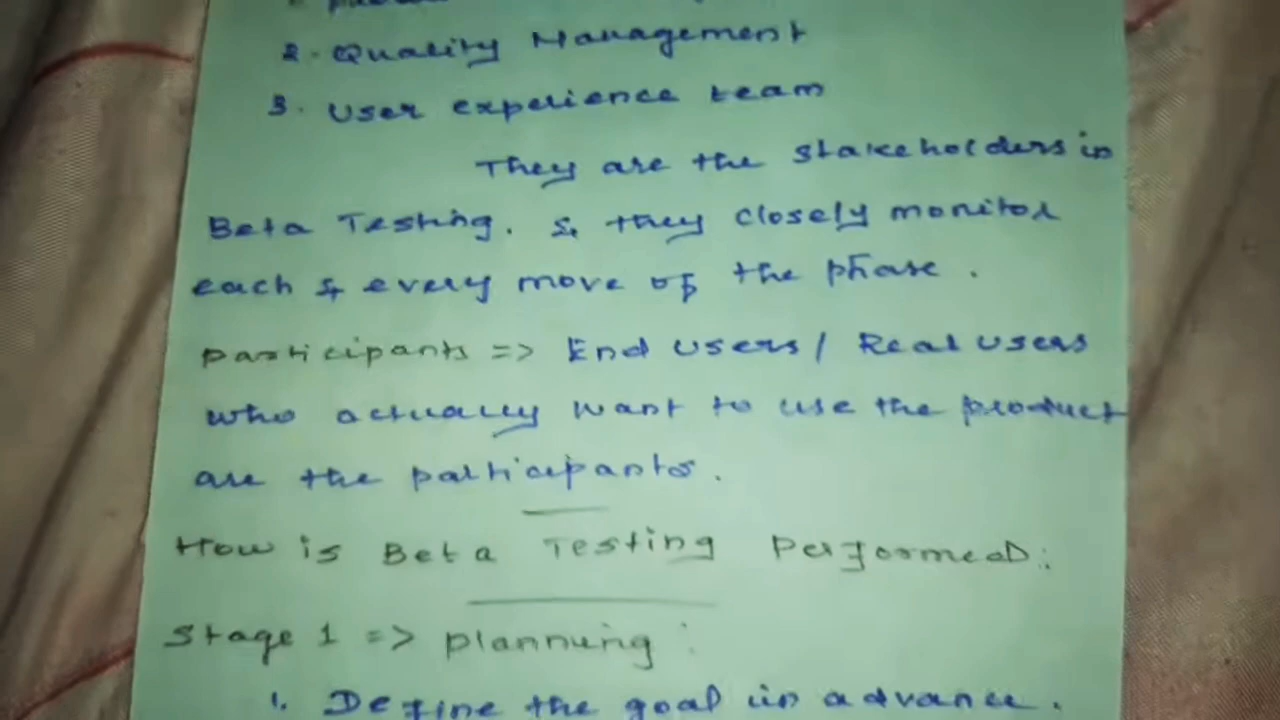 2. Quality Management
3. User experience team
They are the stakeholders in
Beta Testing. & they closely monitor
each & every move of the phase.
participants => End users / Real users
who actually want to use the product
are the participants.
How is Beta Testing Performed:
Stage 1 => planning:
1. Define the goal in advance.